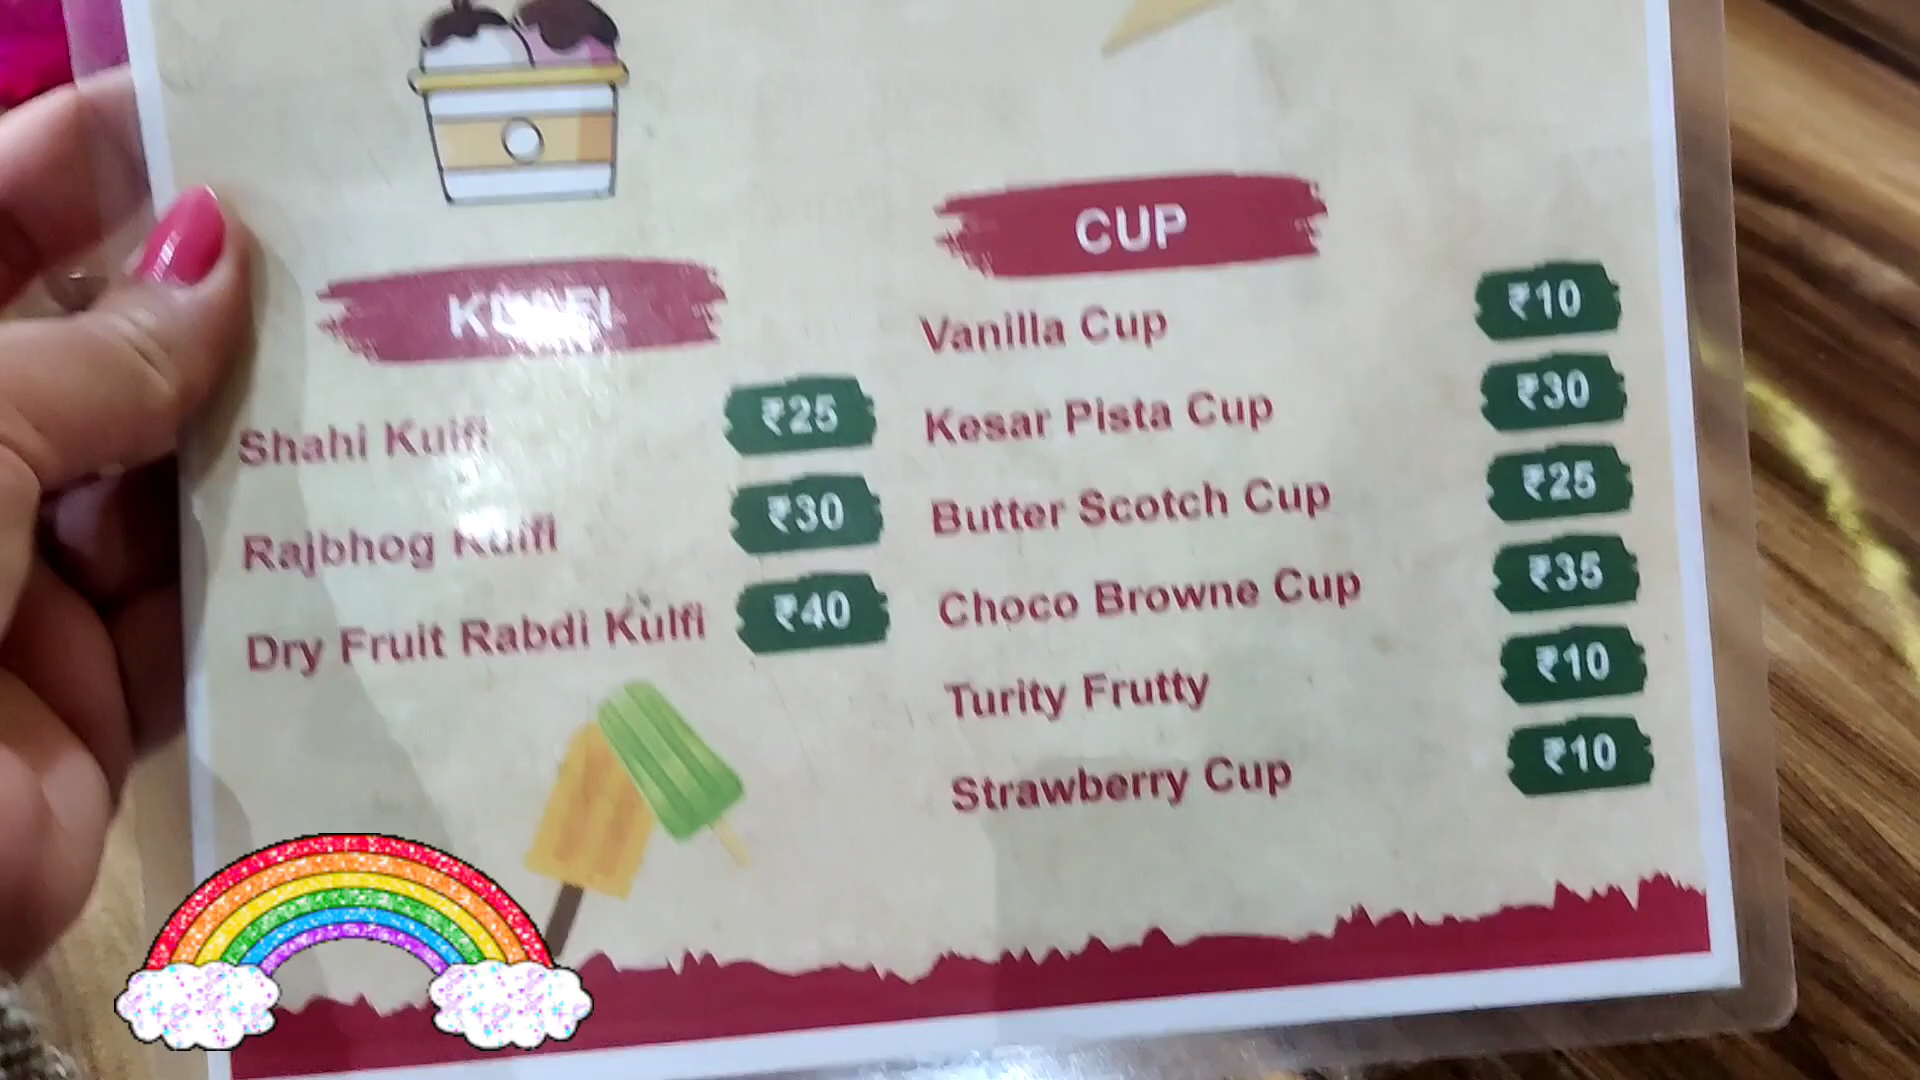 KULFI
Shahi Kulfi ₹25
Rajbhog Kulfi ₹30
Dry Fruit Rabdi Kulfi ₹40
CUP
Vanilla Cup ₹10
Kesar Pista Cup ₹30
Butter Scotch Cup ₹25
Choco Browne Cup ₹35
Turity Frutty ₹10
Strawberry Cup ₹10